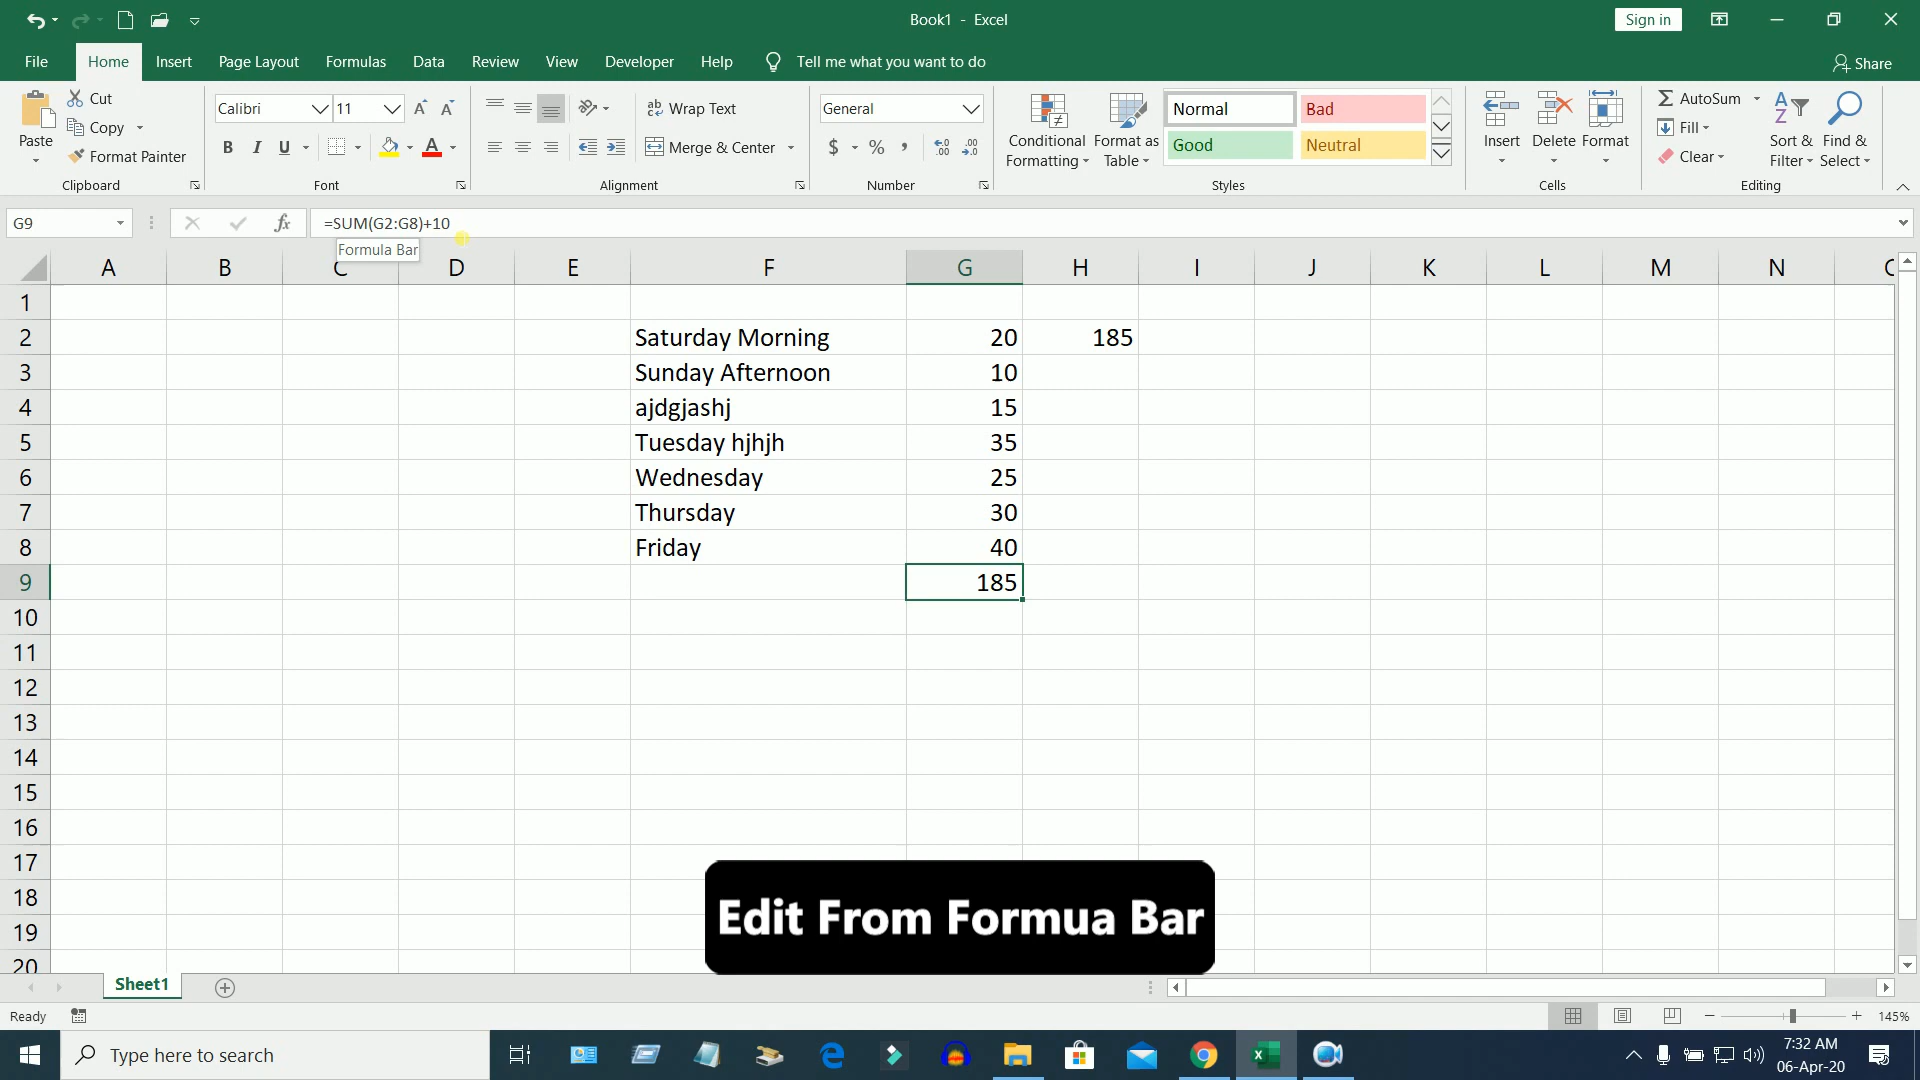 Book1 - Excel
Sign in
File Home Insert Page Layout Formulas Data Review View Developer Help Tell me what you want to do
Share
Paste
Cut
Copy
Format Painter
Clipboard
Calibri 11
B I U
Font
Wrap Text
Merge & Center
Alignment
General
$ % ,
Number
Conditional Formatting
Format as Table
Normal Bad
Good Neutral
Styles
Insert Delete Format
Cells
AutoSum
Fill
Clear
Sort & Filter
Find & Select
Editing
G9
fx
=SUM(G2:G8)+10
Formula Bar
A B C D E F G H I J K L M N
1
2 Saturday Morning 20 185
3 Sunday Afternoon 10
4 ajdgjashj 15
5 Tuesday hjhjh 35
6 Wednesday 25
7 Thursday 30
8 Friday 40
9 185
10
11
12
13
14
15
16
17
18
19
20
Edit From Formua Bar
Sheet1
Ready
145%
Type here to search
7:32 AM
06-Apr-20